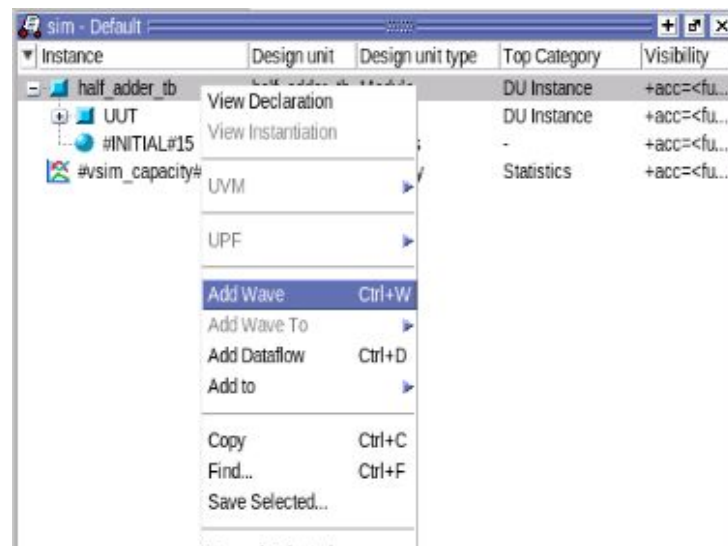 sim - Default
Instance Design unit Design unit type Top Category Visibility
half_adder_tb DU Instance +acc=<fu...
View Declaration
UUT DU Instance +acc=<fu...
View Instantiation
#INITIAL#15 - +acc=<fu...
#vsim_capacity# Statistics +acc=<fu...
UVM
UPF
Add Wave Ctrl+W
Add Wave To
Add Dataflow Ctrl+D
Add to
Copy Ctrl+C
Find... Ctrl+F
Save Selected...